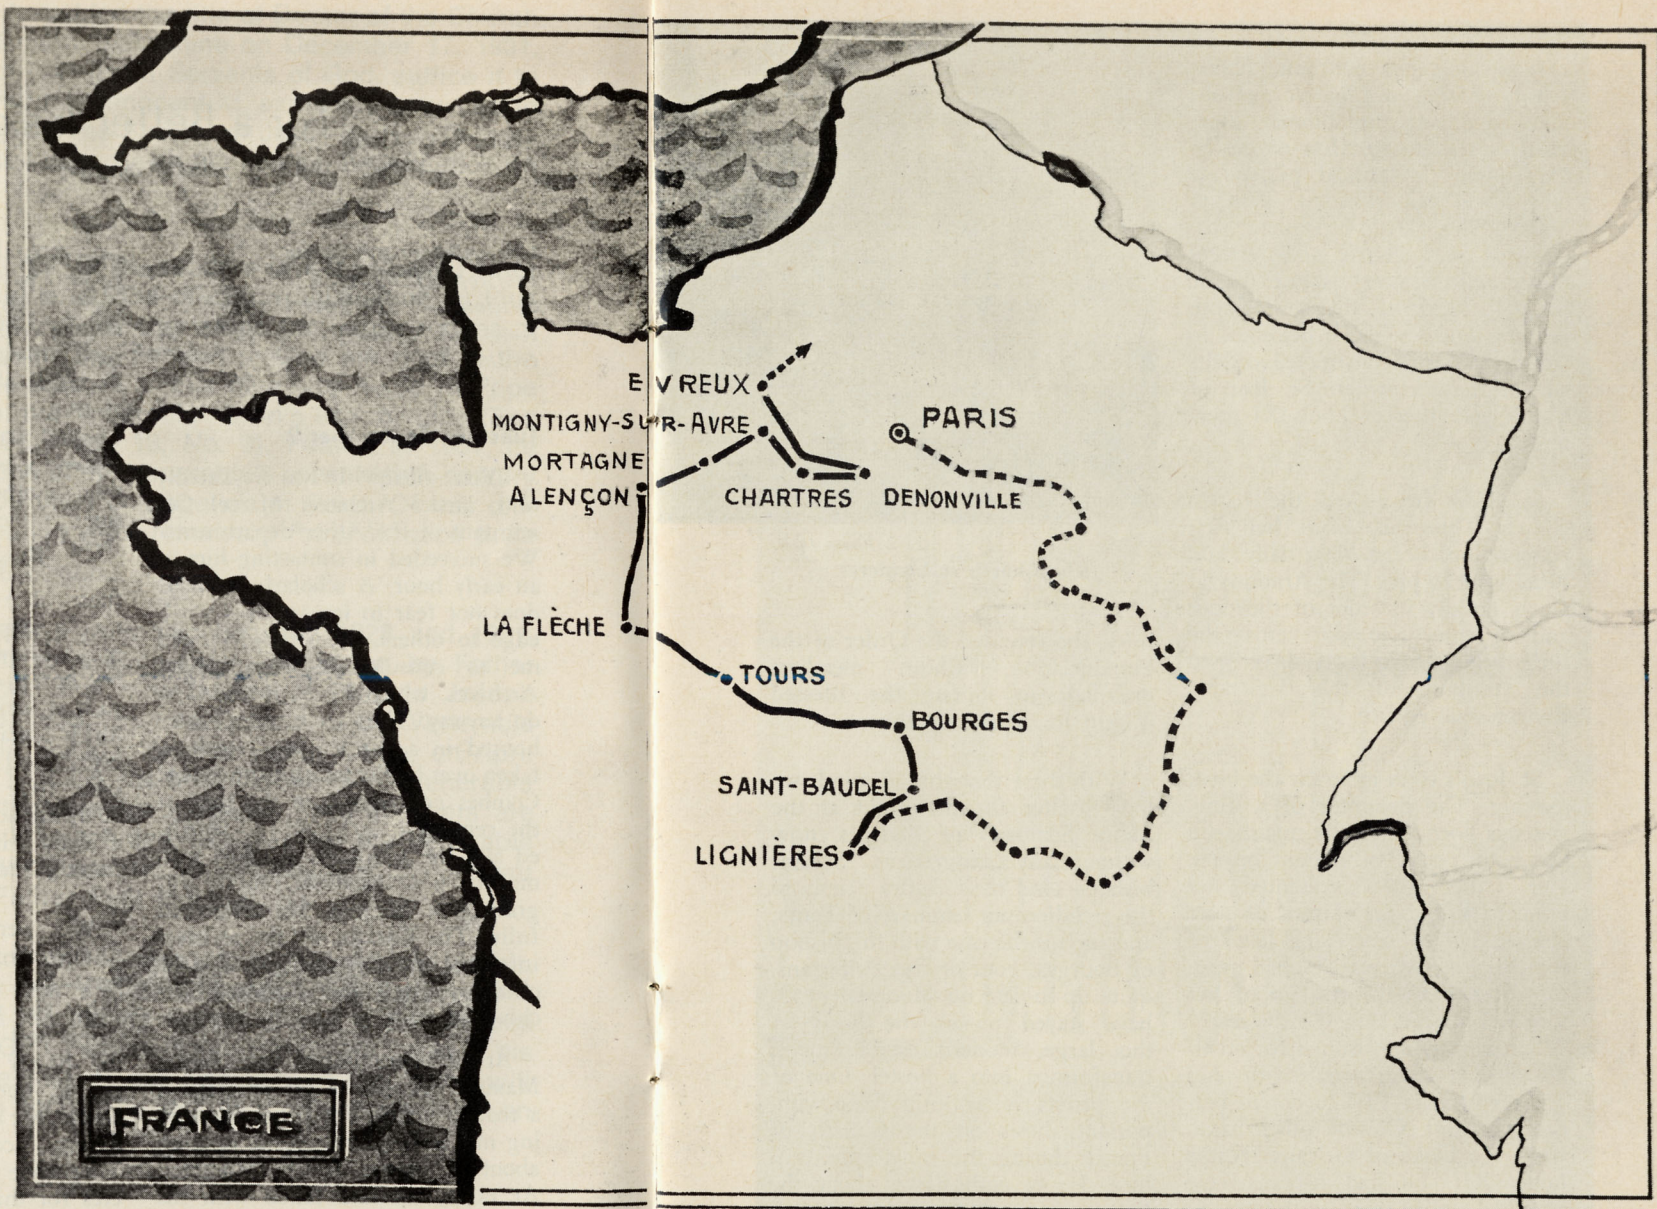 EVREUX
MONTIGNY-SUR-AVRE
PARIS
MORTAGNE
ALENÇON
CHARTRES
DENONVILLE
LA FLÈCHE
TOURS
BOURGES
SAINT-BAUDEL
LIGNIÈRES
FRANCE